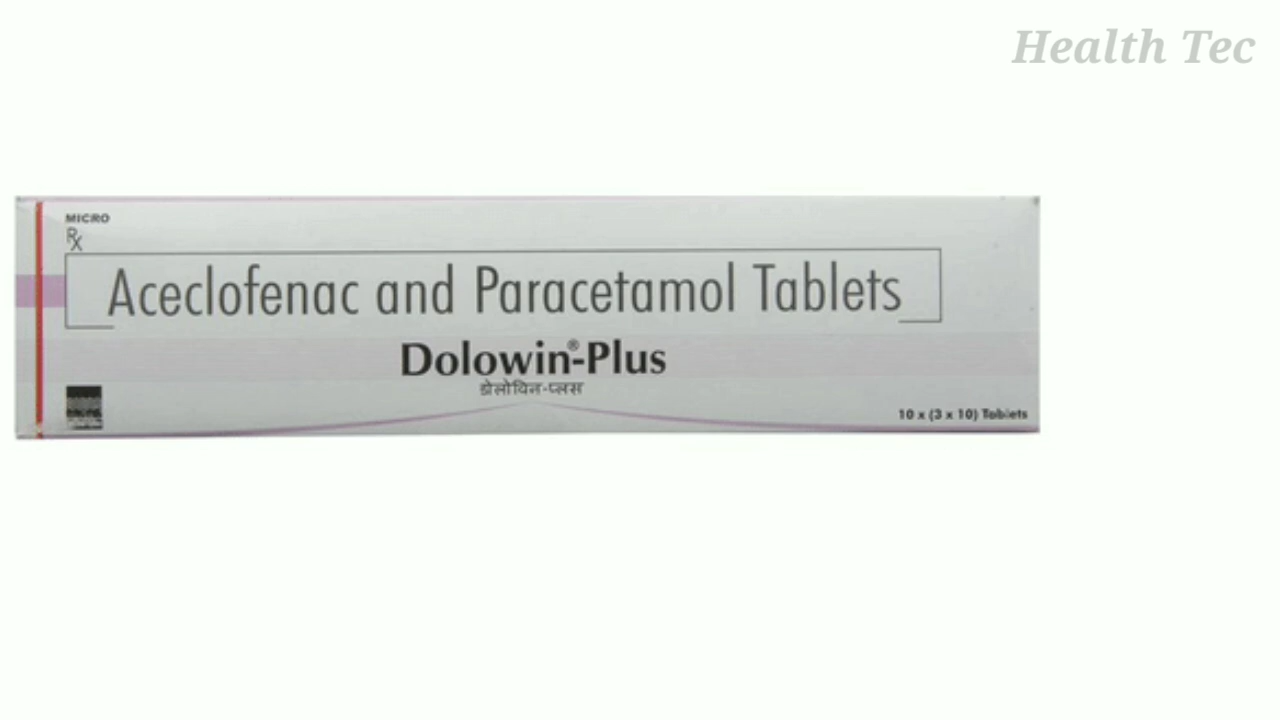 Health Tec
MICRO
Rx
Aceclofenac and Paracetamol Tablets
Dolowin®-Plus
डोलोविन-प्लस
10 x (3 x 10) Tablets